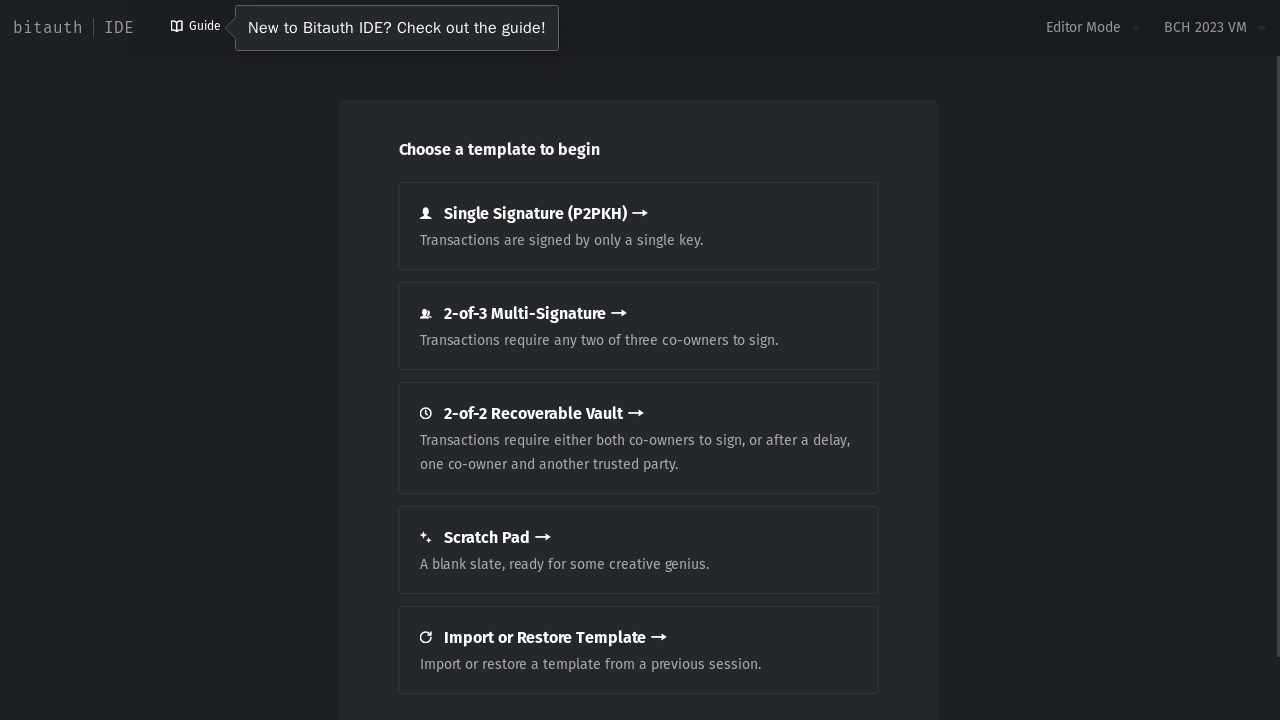 bitauth | IDE
Guide
New to Bitauth IDE? Check out the guide!
Editor Mode
BCH 2023 VM
Choose a template to begin
Single Signature (P2PKH) →
Transactions are signed by only a single key.
2-of-3 Multi-Signature →
Transactions require any two of three co-owners to sign.
2-of-2 Recoverable Vault →
Transactions require either both co-owners to sign, or after a delay,
one co-owner and another trusted party.
Scratch Pad →
A blank slate, ready for some creative genius.
Import or Restore Template →
Import or restore a template from a previous session.